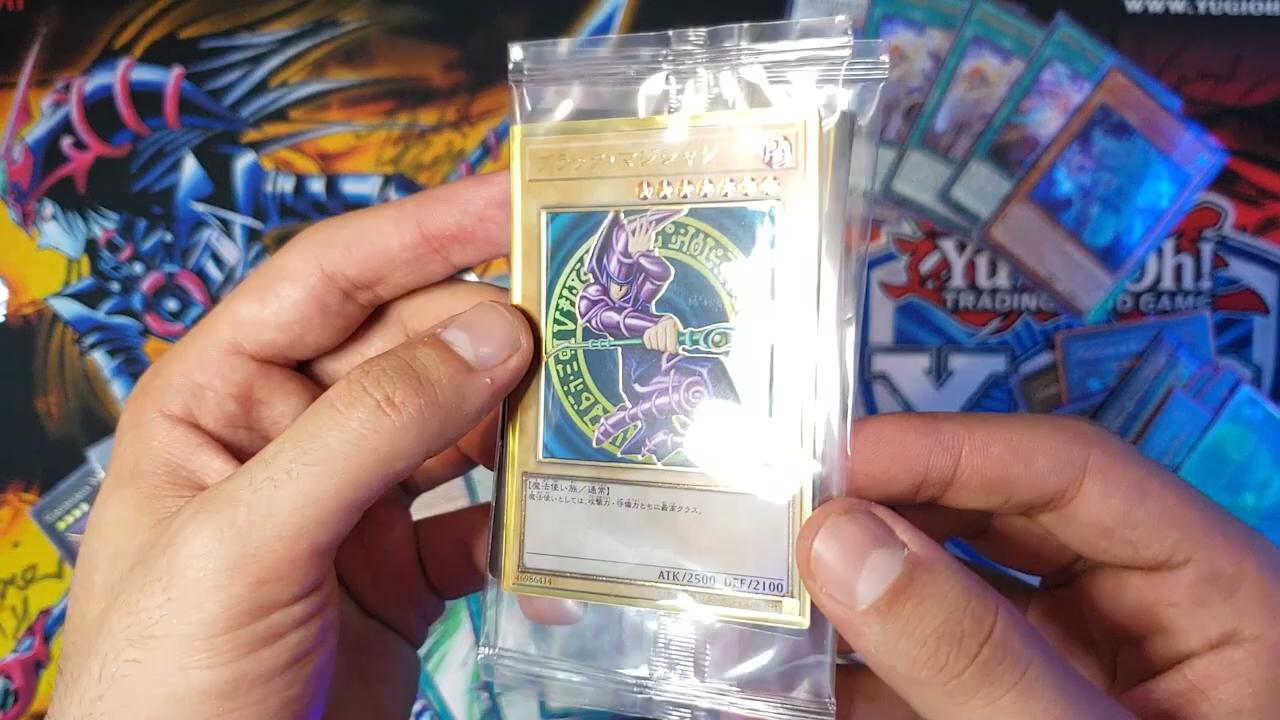 WWW.YUGIOH
ブラック・マジシャン
闇
Yu Oh!
TRADING CARD GAME
[魔法使い族/通常]
魔法使いとしては、攻撃力・守備力ともに最高クラス。
ATK/2500 DEF/2100
46986414